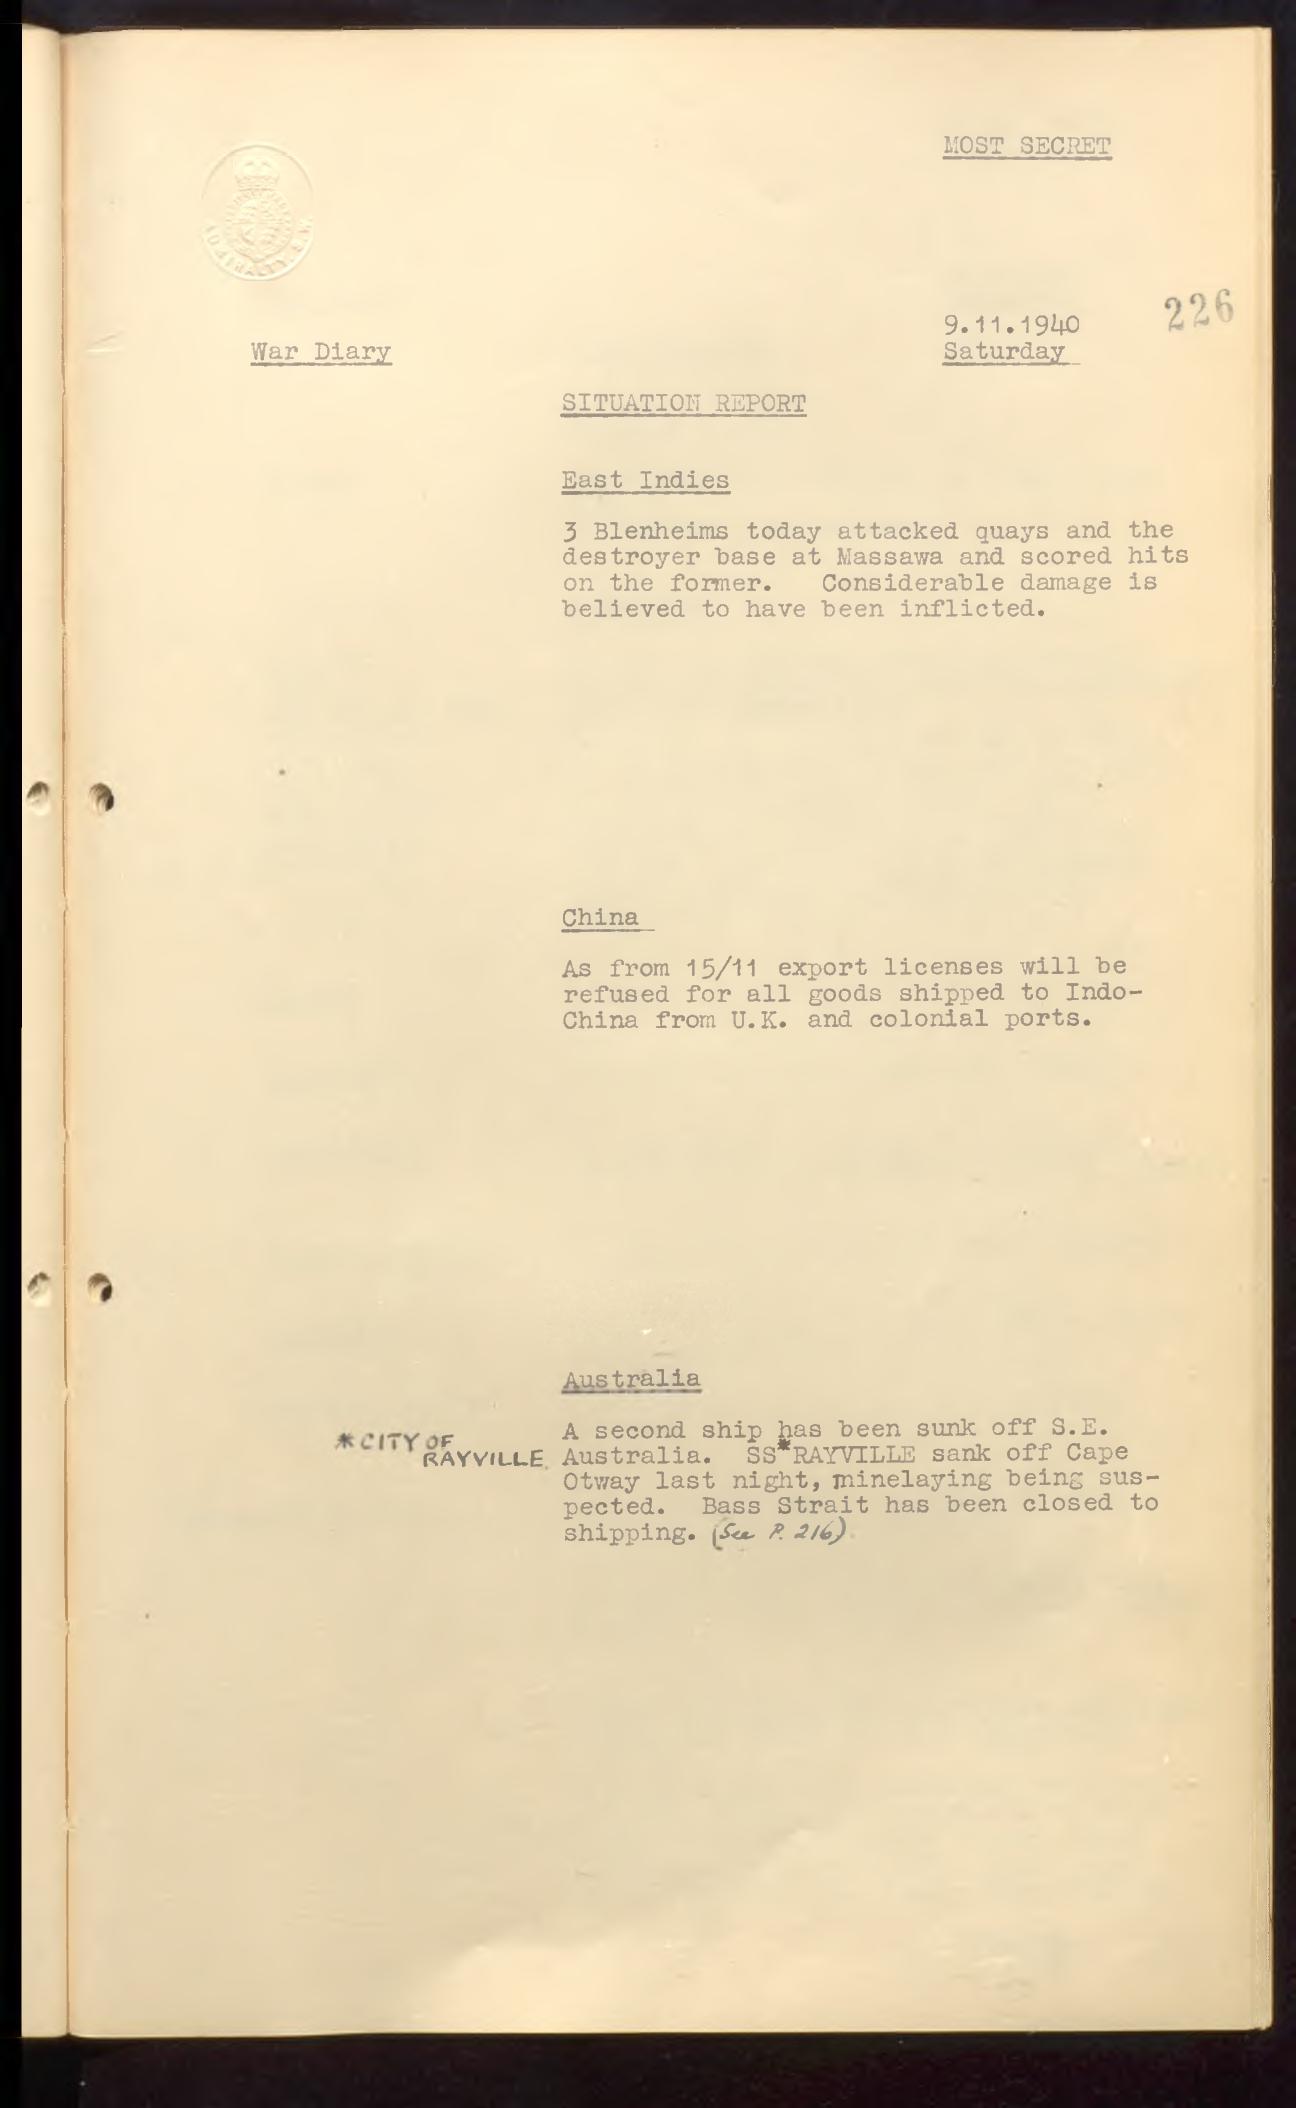 MOST SECRET
ADMIRALTY. S.W.
226
9.11.1940
War Diary
Saturday
SITUATION REPORT
East Indies
3 Blenheims today attacked quays and the
destroyer base at Massawa and scored hits
on the former. Considerable damage is
believed to have been inflicted.
China
As from 15/11 export licenses will be
refused for all goods shipped to Indo-
China from U.K. and colonial ports.
Australia
*CITY OF
RAYVILLE.
A second ship has been sunk off S.E.
Australia. SS*RAYVILLE sank off Cape
Otway last night, minelaying being sus-
pected. Bass Strait has been closed to
shipping. (See P. 216)